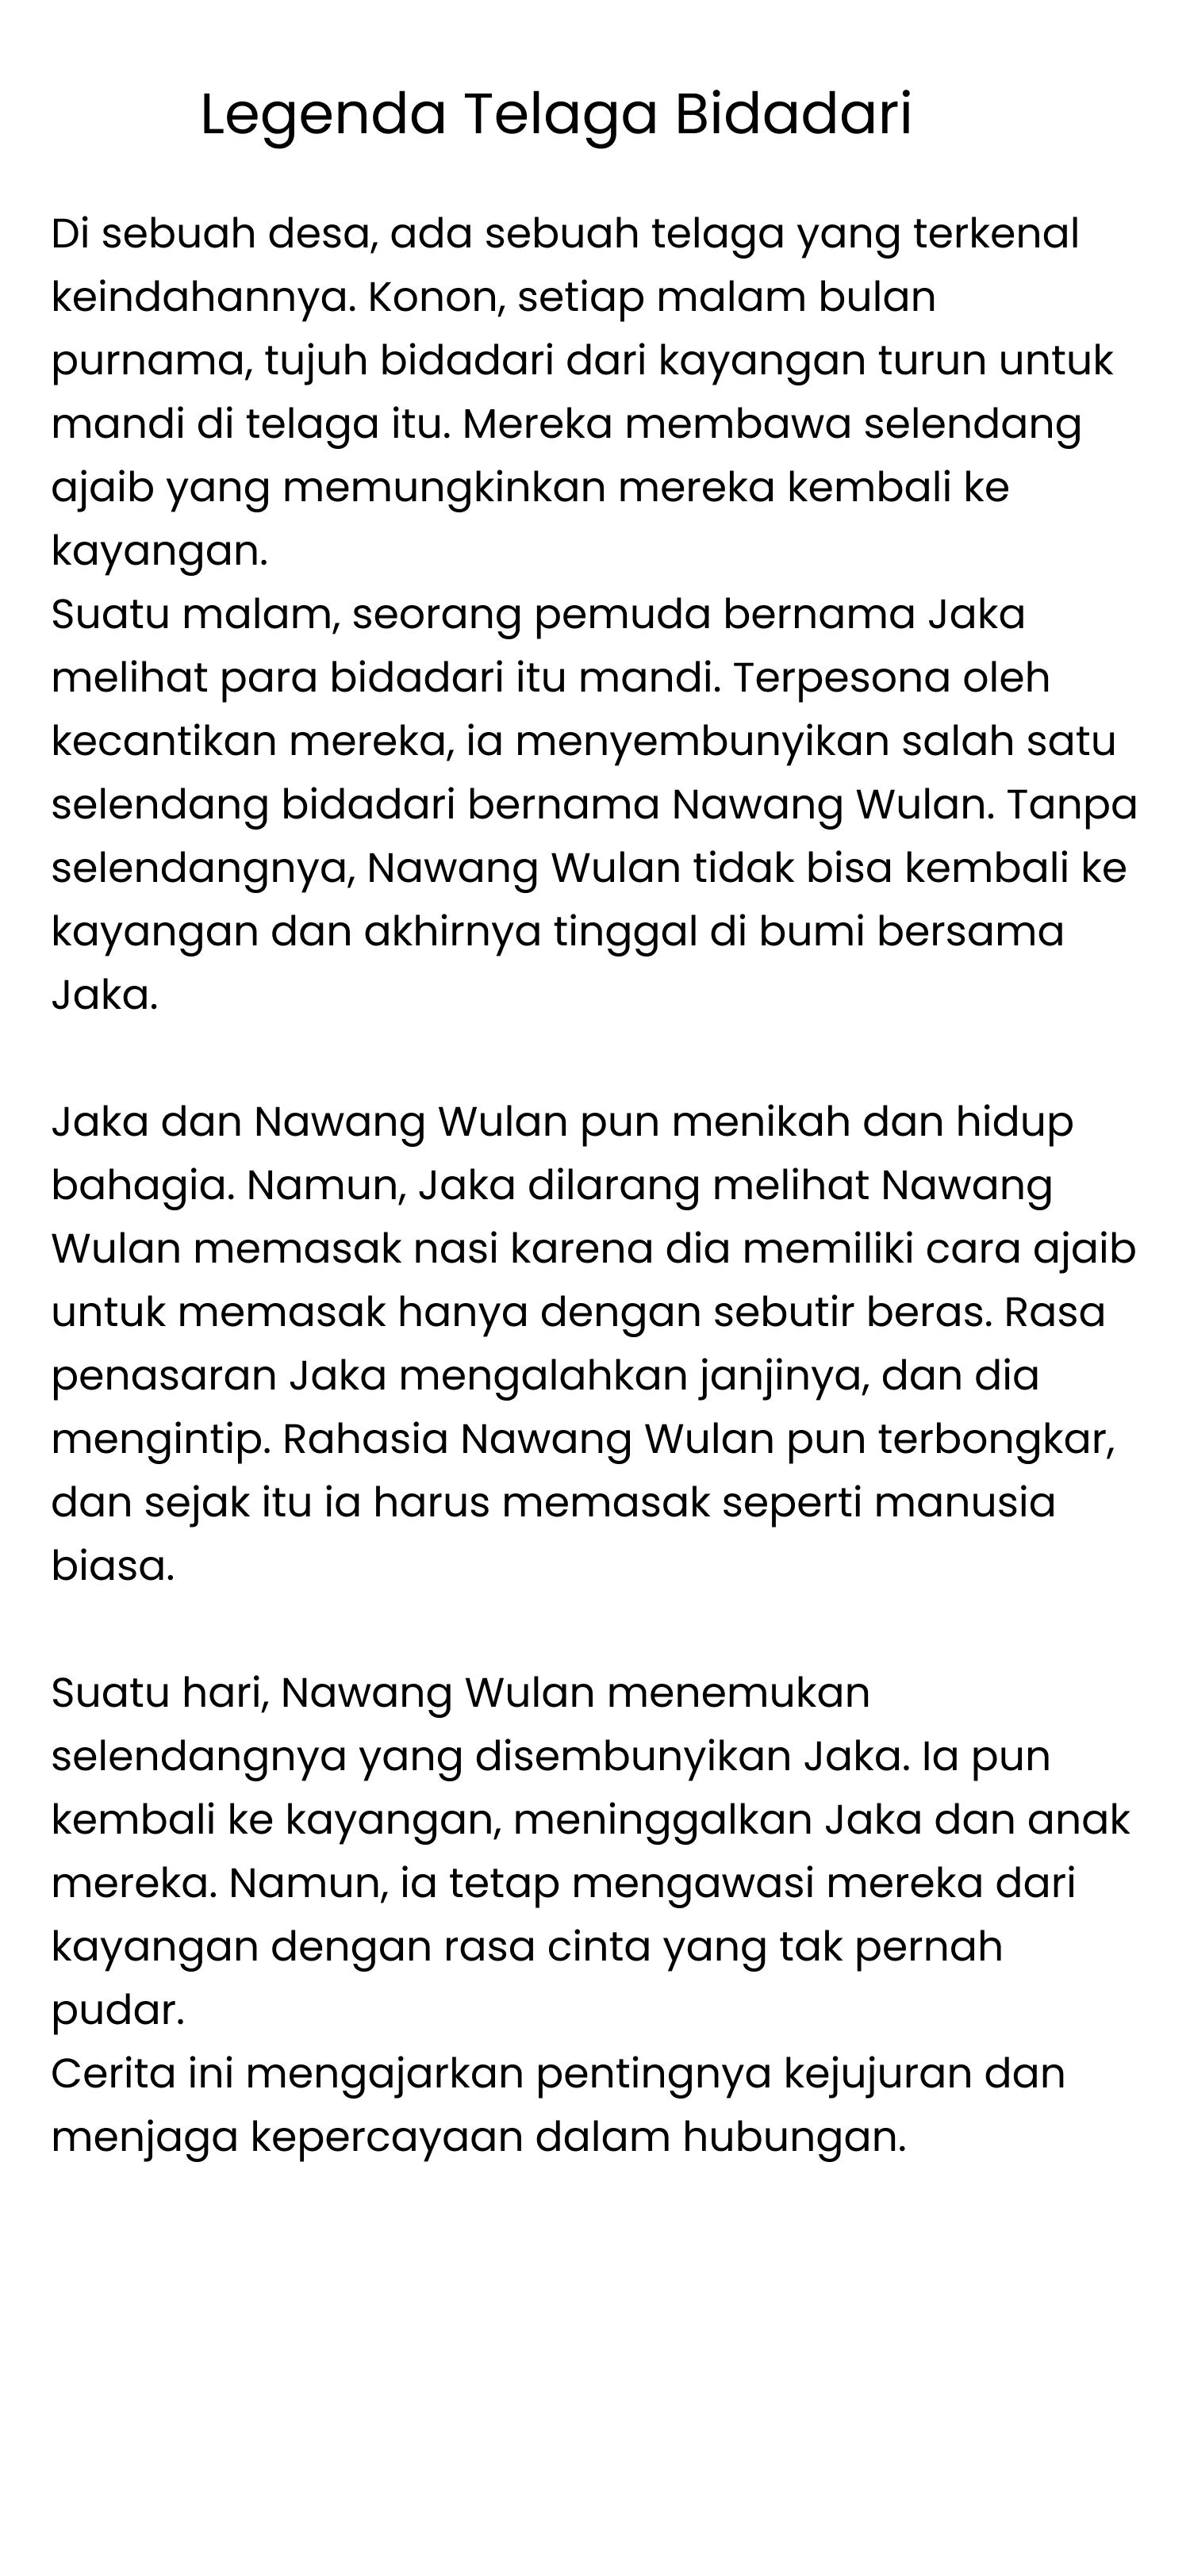 Legenda Telaga Bidadari
Di sebuah desa, ada sebuah telaga yang terkenal
keindahannya. Konon, setiap malam bulan
purnama, tujuh bidadari dari kayangan turun untuk
mandi di telaga itu. Mereka membawa selendang
ajaib yang memungkinkan mereka kembali ke
kayangan.
Suatu malam, seorang pemuda bernama Jaka
melihat para bidadari itu mandi. Terpesona oleh
kecantikan mereka, ia menyembunyikan salah satu
selendang bidadari bernama Nawang Wulan. Tanpa
selendangnya, Nawang Wulan tidak bisa kembali ke
kayangan dan akhirnya tinggal di bumi bersama
Jaka.
Jaka dan Nawang Wulan pun menikah dan hidup
bahagia. Namun, Jaka dilarang melihat Nawang
Wulan memasak nasi karena dia memiliki cara ajaib
untuk memasak hanya dengan sebutir beras. Rasa
penasaran Jaka mengalahkan janjinya, dan dia
mengintip. Rahasia Nawang Wulan pun terbongkar,
dan sejak itu ia harus memasak seperti manusia
biasa.
Suatu hari, Nawang Wulan menemukan
selendangnya yang disembunyikan Jaka. Ia pun
kembali ke kayangan, meninggalkan Jaka dan anak
mereka. Namun, ia tetap mengawasi mereka dari
kayangan dengan rasa cinta yang tak pernah
pudar.
Cerita ini mengajarkan pentingnya kejujuran dan
menjaga kepercayaan dalam hubungan.